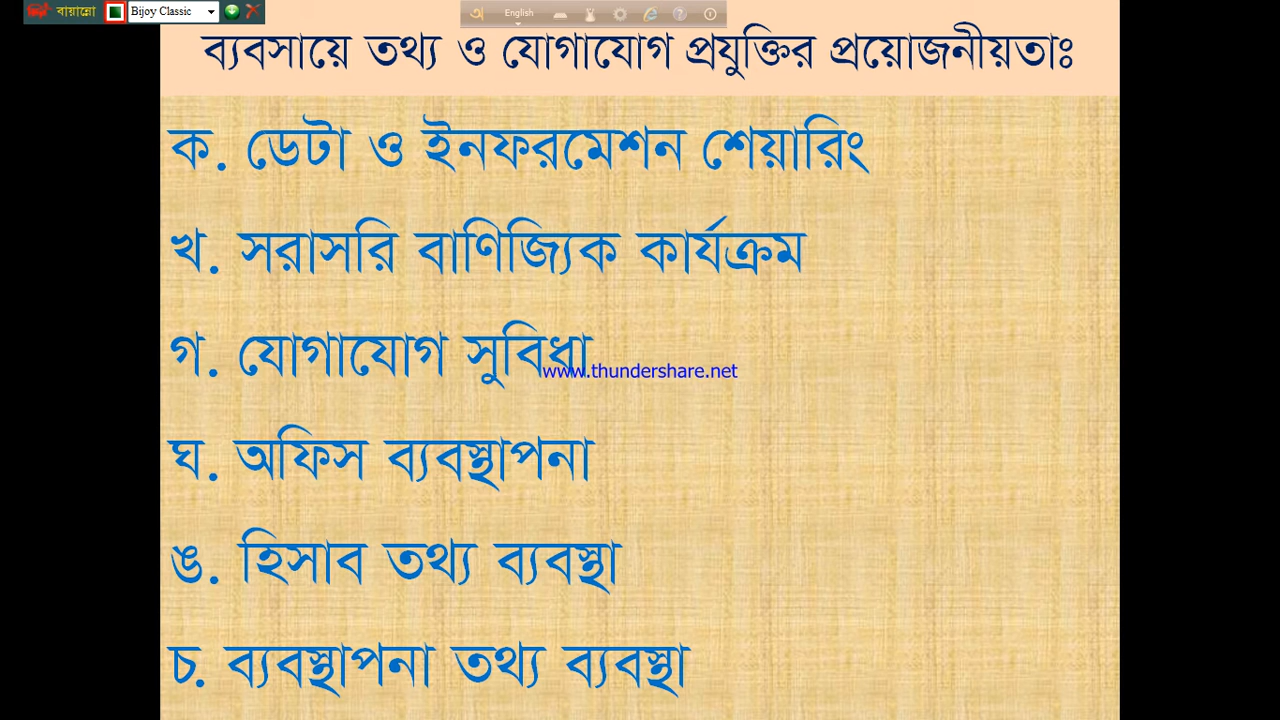 বায়ান্নো Bijoy Classic অ English
ব্যবসায়ে তথ্য ও যোগাযোগ প্রযুক্তির প্রয়োজনীয়তাঃ
ক. ডেটা ও ইনফরমেশন শেয়ারিং
খ. সরাসরি বাণিজ্যিক কার্যক্রম
গ. যোগাযোগ সুবিধা
www.thundershare.net
ঘ. অফিস ব্যবস্থাপনা
ঙ. হিসাব তথ্য ব্যবস্থা
চ. ব্যবস্থাপনা তথ্য ব্যবস্থা